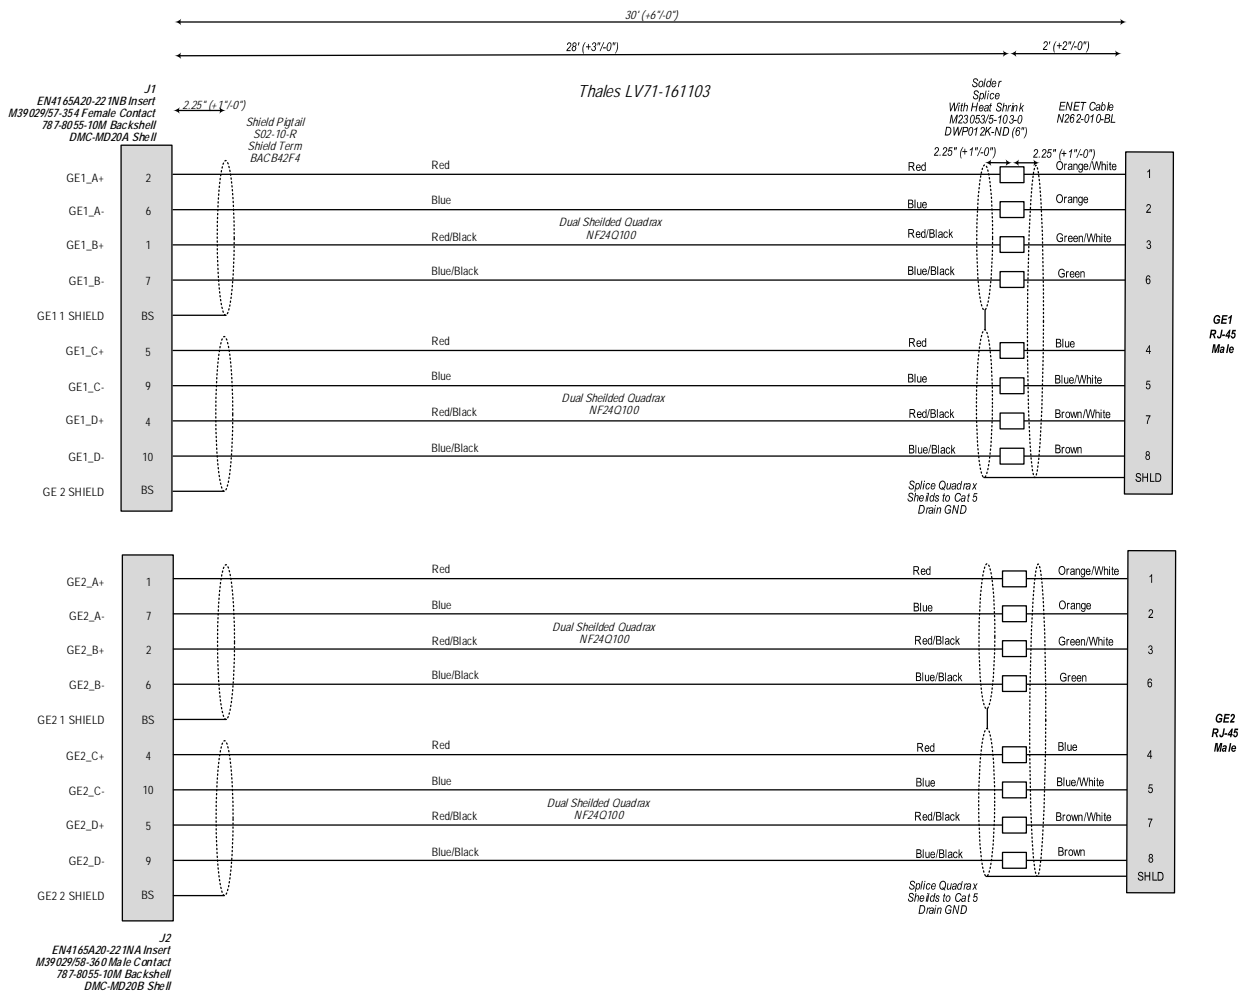 30' (+6"/-0")
28' (+3"/-0")
2' (+2"/-0")
J1
EN4165A20-221NB Insert
M39029/57-354 Female Contact
787-8055-10M Backshell
DMC-MD20A Shell
2.25" (+1"/-0")
Shield Pigtail
S02-10-R
Shield Term
BACB42F4
Thales LV71-161103
Solder
Splice
With Heat Shrink
M23053/5-103-0
DWP012K-ND (6")
ENET Cable
N262-010-BL
2.25" (+1"/-0")
2.25" (+1"/-0")
GE1_A+ 2 Red Red Orange/White 1
GE1_A- 6 Blue Blue Orange 2
Dual Sheilded Quadrax
NF24Q100
GE1_B+ 1 Red/Black Red/Black Green/White 3
GE1_B- 7 Blue/Black Blue/Black Green 6
GE1 1 SHIELD BS
GE1
RJ-45
Male
GE1_C+ 5 Red Red Blue 4
GE1_C- 9 Blue Blue Blue/White 5
Dual Sheilded Quadrax
NF24Q100
GE1_D+ 4 Red/Black Red/Black Brown/White 7
GE1_D- 10 Blue/Black Blue/Black Brown 8
SHLD
GE 2 SHIELD BS
Splice Quadrax
Sheilds to Cat 5
Drain GND
GE2_A+ 1 Red Red Orange/White 1
GE2_A- 7 Blue Blue Orange 2
Dual Sheilded Quadrax
NF24Q100
GE2_B+ 2 Red/Black Red/Black Green/White 3
GE2_B- 6 Blue/Black Blue/Black Green 6
GE2 1 SHIELD BS
GE2
RJ-45
Male
GE2_C+ 4 Red Red Blue 4
GE2_C- 10 Blue Blue Blue/White 5
Dual Sheilded Quadrax
NF24Q100
GE2_D+ 5 Red/Black Red/Black Brown/White 7
GE2_D- 9 Blue/Black Blue/Black Brown 8
SHLD
GE2 2 SHIELD BS
Splice Quadrax
Sheilds to Cat 5
Drain GND
J2
EN4165A20-221NA Insert
M39029/58-360 Male Contact
787-8055-10M Backshell
DMC-MD20B Shell